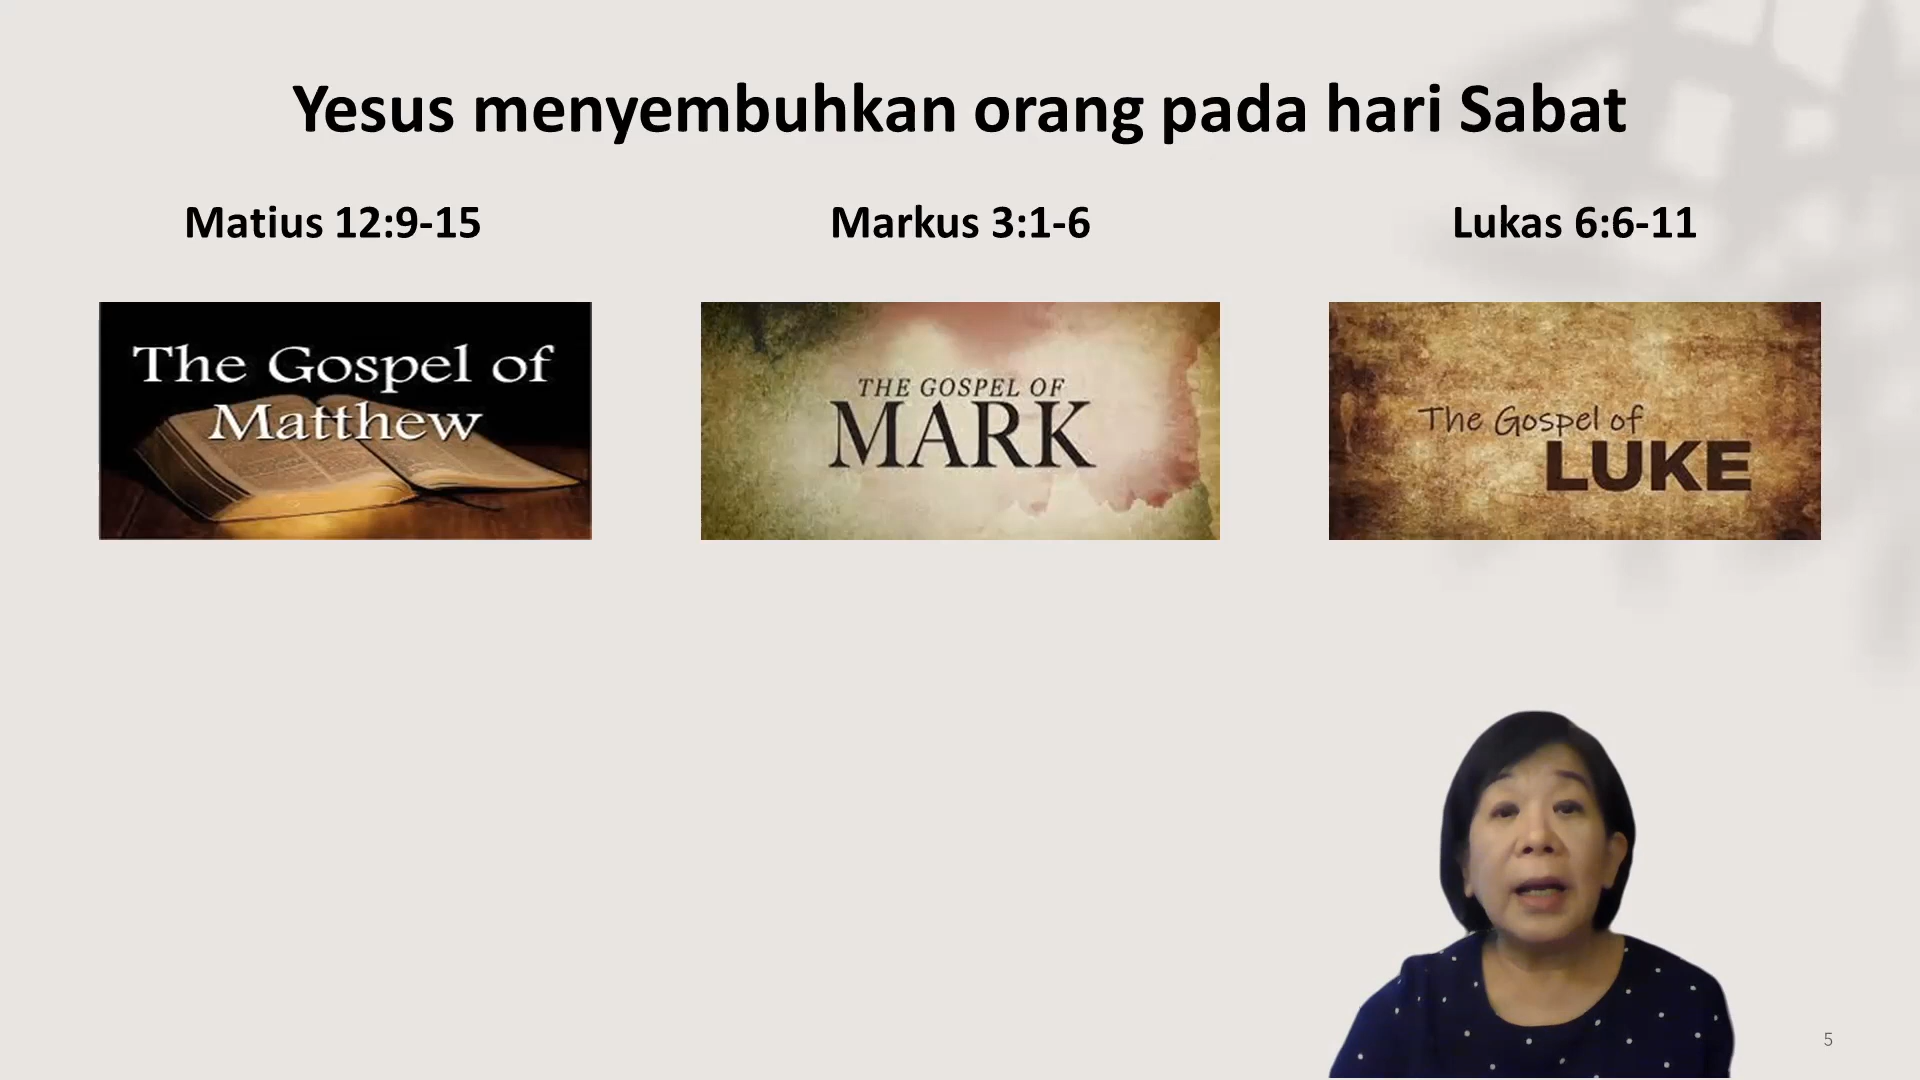 Yesus menyembuhkan orang pada hari Sabat
Matius 12:9-15
Markus 3:1-6
Lukas 6:6-11
The Gospel of
Matthew
THE GOSPEL OF
MARK
The Gospel of
LUKE
5